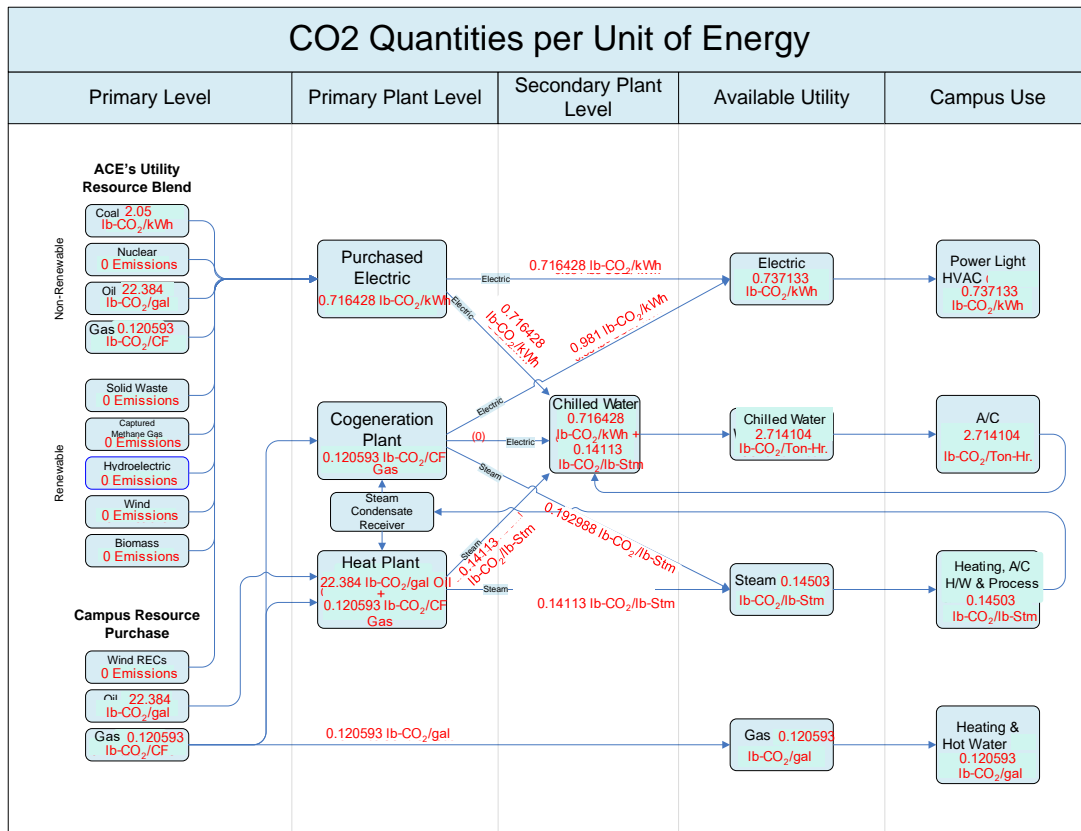 CO2 Quantities per Unit of Energy
Primary Level
Primary Plant Level
Secondary Plant
Level
Available Utility
Campus Use
ACE's Utility
Resource Blend
Non-Renewable
Coal 2.05
lb-CO₂/kWh
Nuclear
0 Emissions
Oil 22.384
lb-CO₂/gal
Gas 0.120593
lb-CO₂/CF
Renewable
Solid Waste
0 Emissions
Captured
Methane Gas
0 Emissions
Hydroelectric
0 Emissions
Wind
0 Emissions
Biomass
0 Emissions
Campus Resource
Purchase
Wind RECs
0 Emissions
Oil 22.384
lb-CO₂/gal
Gas 0.120593
lb-CO₂/CF
Purchased
Electric
0.716428 lb-CO₂/kWh
Cogeneration
Plant
0.120593 lb-CO₂/CF
Gas
Steam
Condensate
Receiver
Heat Plant
22.384 lb-CO₂/gal Oil
+
0.120593 lb-CO₂/CF
Gas
Electric
0.716428 lb-CO₂/kWh
Electric
0.716428
lb-CO₂/kWh
Electric
0.981 lb-CO₂/kWh
(0)
Electric
Steam
0.192988 lb-CO₂/lb-Stm
Steam
0.14113
lb-CO₂/lb-Stm
Steam
0.14113 lb-CO₂/lb-Stm
0.120593 lb-CO₂/gal
Chilled Water
0.716428
lb-CO₂/kWh +
0.14113
lb-CO₂/lb-Stm
Electric
0.737133
lb-CO₂/kWh
Chilled Water
2.714104
lb-CO₂/Ton-Hr.
Steam 0.14503
lb-CO₂/lb-Stm
Gas 0.120593
lb-CO₂/gal
Power Light
HVAC
0.737133
lb-CO₂/kWh
A/C
2.714104
lb-CO₂/Ton-Hr.
Heating, A/C
H/W & Process
0.14503
lb-CO₂/lb-Stm
Heating &
Hot Water
0.120593
lb-CO₂/gal